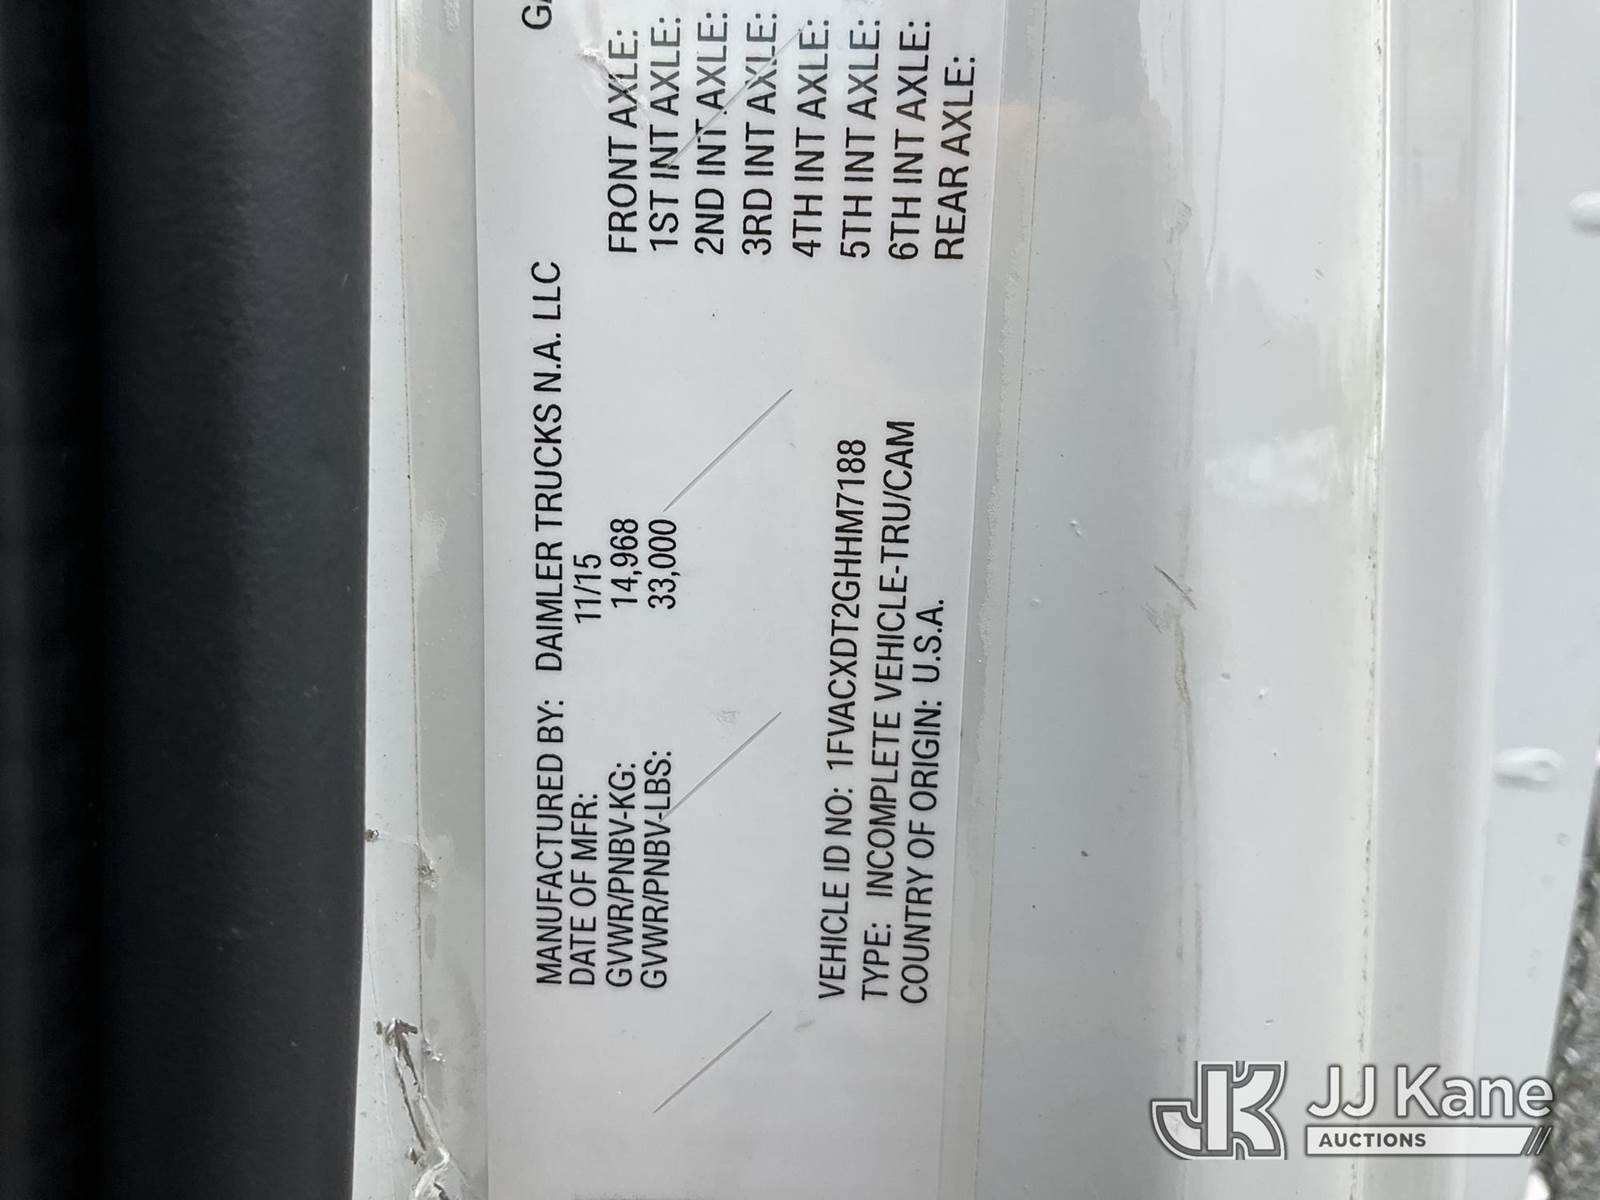 MANUFACTURED BY: DAIMLER TRUCKS N.A. LLC
DATE OF MFR: 11/15
GVWR/PNBV-KG: 14,968
GVWR/PNBV-LBS: 33,000
VEHICLE ID NO: 1FVACXDT2GHHM7188
TYPE: INCOMPLETE VEHICLE-TRU/CAM
COUNTRY OF ORIGIN: U.S.A.
FRONT AXLE:
1ST INT AXLE:
2ND INT AXLE:
3RD INT AXLE:
4TH INT AXLE:
5TH INT AXLE:
6TH INT AXLE:
REAR AXLE:
JK JJ Kane
AUCTIONS